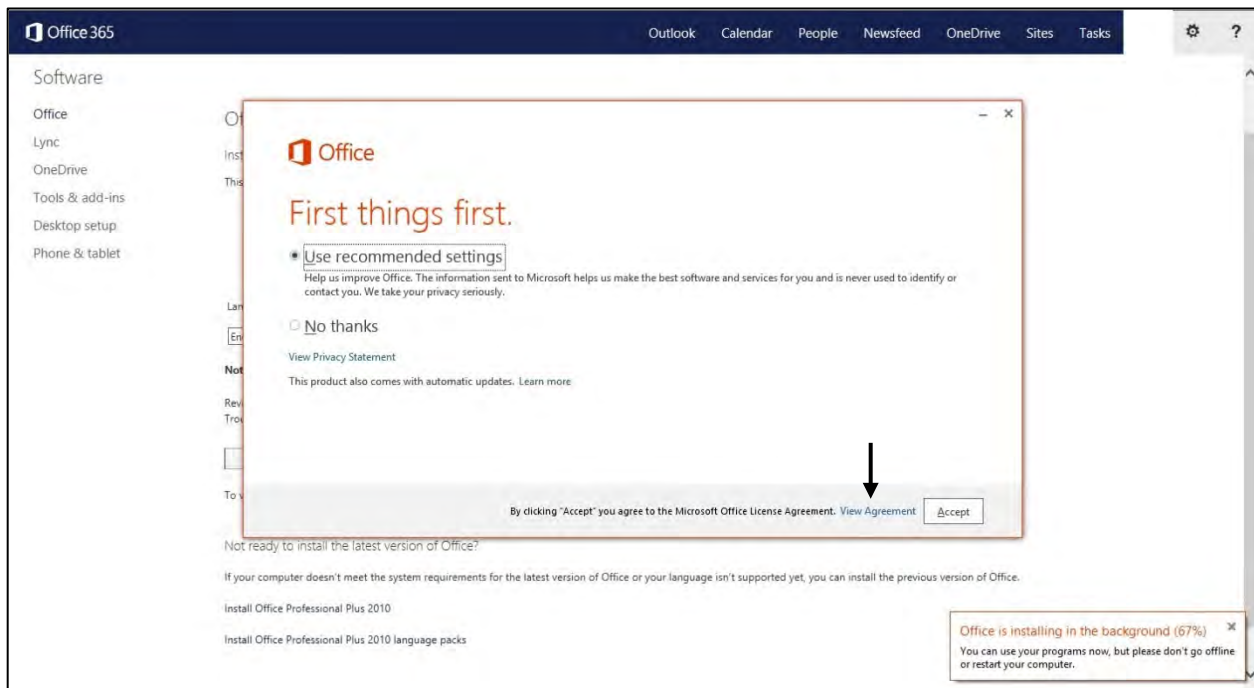 Office 365
Outlook Calendar People Newsfeed OneDrive Sites Tasks ?
Software
Office
Lync
OneDrive
Tools & add-ins
Desktop setup
Phone & tablet
This
Office
First things first.
Use recommended settings
Help us improve Office. The information sent to Microsoft helps us make the best software and services for you and is never used to identify or
contact you. We take your privacy seriously.
No thanks
View Privacy Statement
This product also comes with automatic updates. Learn more
By clicking "Accept" you agree to the Microsoft Office License Agreement. View Agreement
Accept
Not ready to install the latest version of Office?
If your computer doesn't meet the system requirements for the latest version of Office or your language isn't supported yet, you can install the previous version of Office.
Install Office Professional Plus 2010
Install Office Professional Plus 2010 language packs
Office is installing in the background (67%)
You can use your programs now, but please don't go offline
or restart your computer.